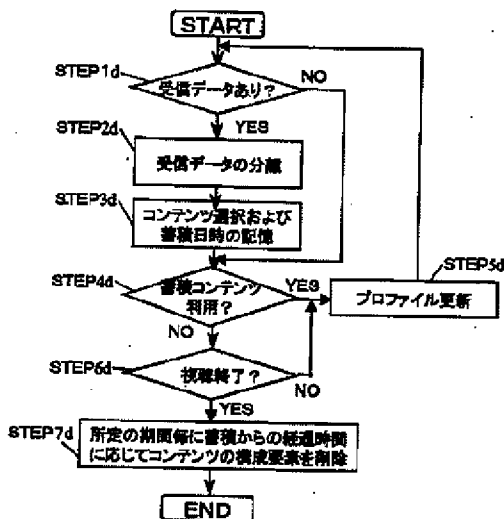 START
STEP1d
受信データあり?
NO
YES
STEP2d
受信データの分離
STEP3d
コンテンツ選択および
蓄積日時の記憶
STEP4d
蓄積コンテンツ
利用?
YES
STEP5d
プロファイル更新
NO
STEP6d
視聴終了?
NO
YES
STEP7d
所定の期間毎に蓄積からの経過時間
に応じてコンテンツの構成要素を削除
END